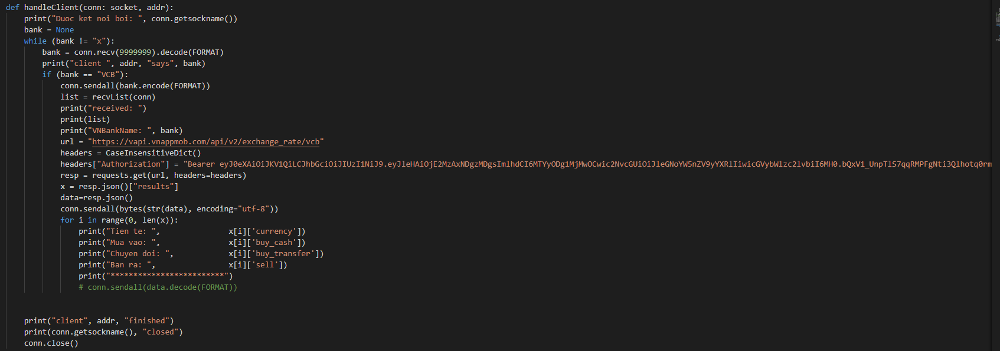 def handleClient(conn: socket, addr):
    print("Duoc ket noi boi: ", conn.getsockname())
    bank = None
    while (bank != "x"):
        bank = conn.recv(9999999).decode(FORMAT)
        print("client ", addr, "says", bank)
        if (bank == "VCB"):
            conn.sendall(bank.encode(FORMAT))
            list = recvList(conn)
            print("received: ")
            print(list)
            print("VNBankName: ", bank)
            url = "https://vapi.vnappmob.com/api/v2/exchange_rate/vcb"
            headers = CaseInsensitiveDict()
            headers["Authorization"] = "Bearer eyJ0eXAiOiJKV1QiLCJhbGciOiJIUzI1NiJ9.eyJleHAiOjE2MzAxNDgzMDgsImlhdCI6MTYyODg1MjMwOCwic2NvcGUiOiJleGNoYW5nZV9yYXRlIiwicGVybWlzc2lvbiI6MH0.bQxV1_UnpTlS7qqRMPFgNti3Qlhotq0rm
            resp = requests.get(url, headers=headers)
            x = resp.json()["results"]
            data=resp.json()
            conn.sendall(bytes(str(data), encoding="utf-8"))
            for i in range(0, len(x)):
                print("Tien te: ",               x[i]['currency'])
                print("Mua vao: ",               x[i]['buy_cash'])
                print("Chuyen doi: ",            x[i]['buy_transfer'])
                print("Ban ra: ",                x[i]['sell'])
                print("*************************")
                # conn.sendall(data.decode(FORMAT))
    print("client", addr, "finished")
    print(conn.getsockname(), "closed")
    conn.close()